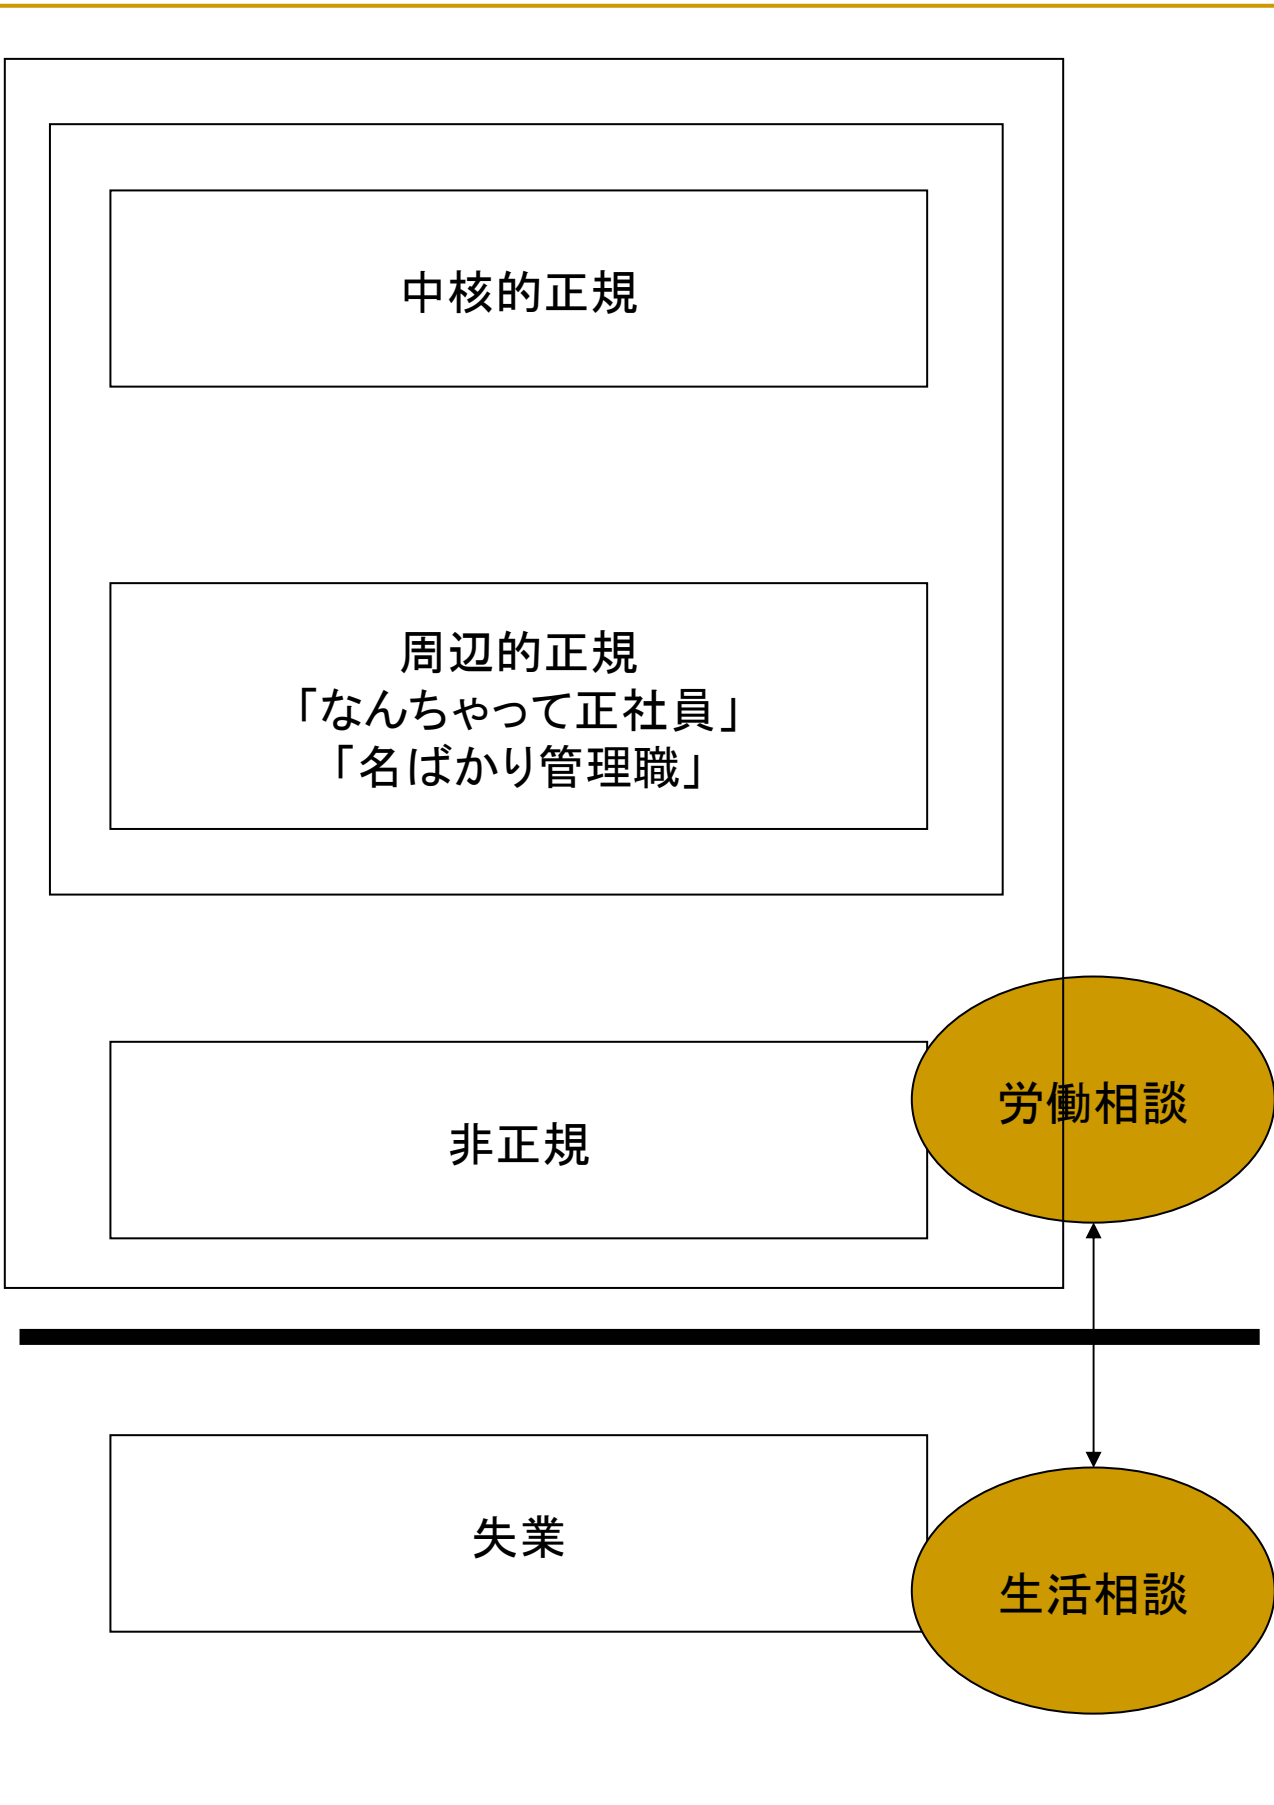 中核的正規
周辺的正規
「なんちゃって正社員」
「名ばかり管理職」
非正規
労働相談
失業
生活相談